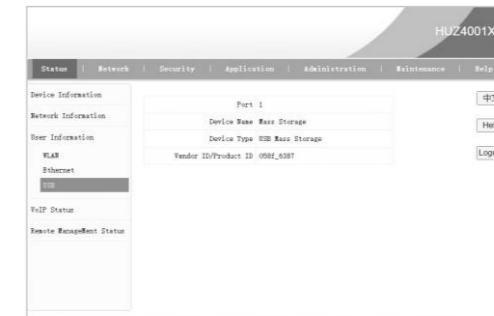 HUZ4001X
Status | Network | Security | Application | Administration | Maintenance | Help
Device Information
Network Information
User Information
WLAN
Ethernet
USB
VoIP Status
Remote ManageMent Status
Port 1
Device Name Mass Storage
Device Type USB Mass Storage
Vendor ID/Product ID 058f_6387
中文